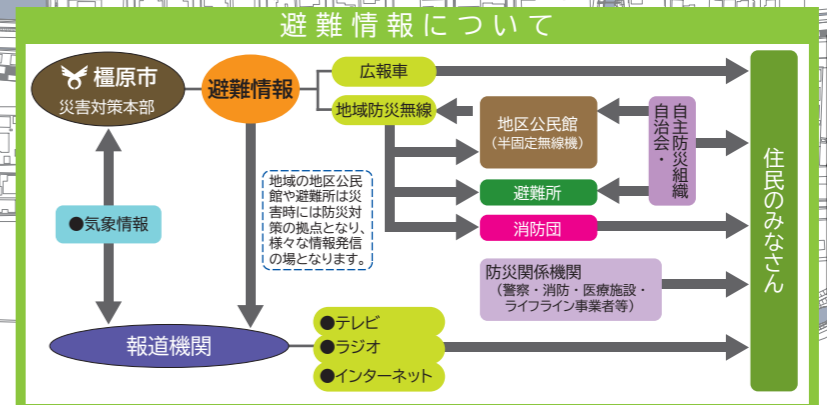 避難情報について
橿原市
災害対策本部
避難情報
広報車
地域防災無線
地区公民館
（半固定無線機）
避難所
消防団
自治会・
自主防災組織
住民のみなさん
●気象情報
地域の地区公民
館や避難所は災
害時には防災対
策の拠点となり、
様々な情報発信
の場となります。
防災関係機関
（警察・消防・医療施設・
ライフライン事業者等）
報道機関
●テレビ
●ラジオ
●インターネット